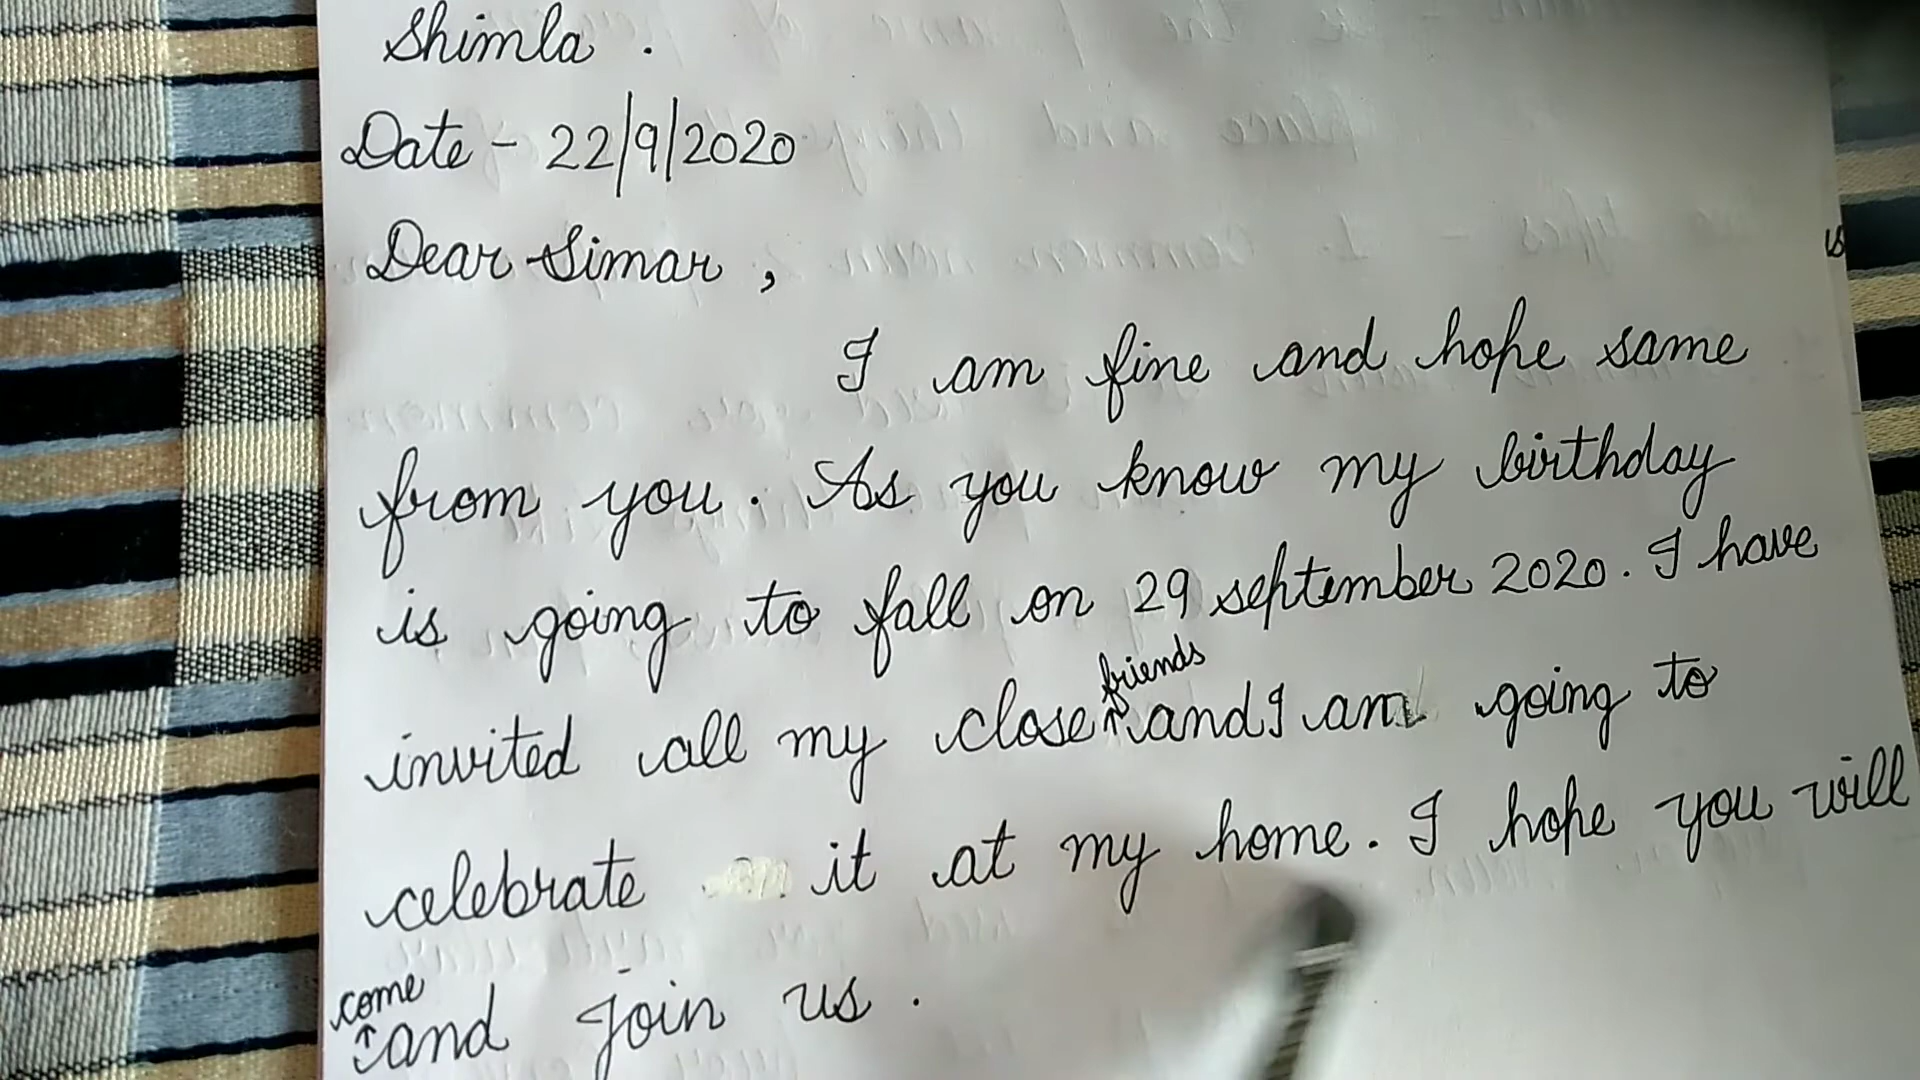 Shimla .
Date - 22/9/2020
Dear Simar ,
I am fine and hope same
from you. As you know my birthday
is going to fall on 29 september 2020. I have
invited all my close friends and I am going to
celebrate it at my home. I hope you will
come and join us .